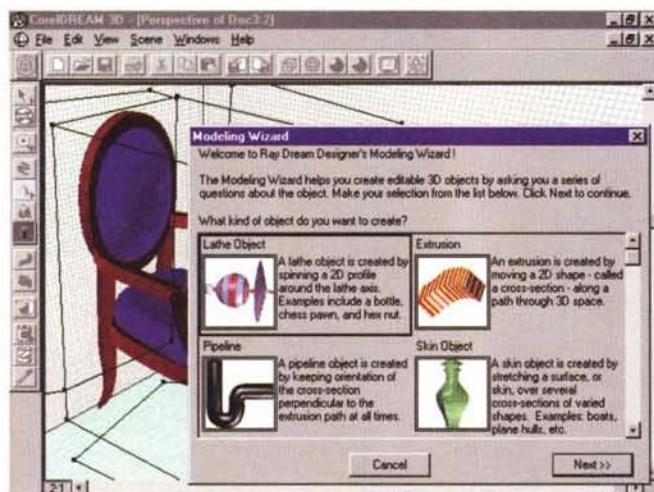 CorelDREAM 3D - [Perspective of Doc3:2]
File Edit View Scene Windows Help
Modeling Wizard
Welcome to Ray Dream Designer's Modeling Wizard !
The Modeling Wizard helps you create editable 3D objects by asking you a series of
questions about the object. Make your selection from the list below. Click Next to continue.
What kind of object do you want to create?
Lathe Object
A lathe object is created by
spinning a 2D profile
around the lathe axis.
Examples include a bottle,
chess pawn, and hex nut.
Extrusion
An extrusion is created by
moving a 2D shape - called
a cross-section - along a
path through 3D space.
Pipeline
A pipeline object is created
by keeping orientation of
the cross-section
perpendicular to the
extrusion path at all times.
Skin Object
A skin object is created by
stretching a surface, or
skin, over several
cross-sections of varied
shapes. Examples: boats,
plane hulls, etc.
Cancel
Next >>
2:1